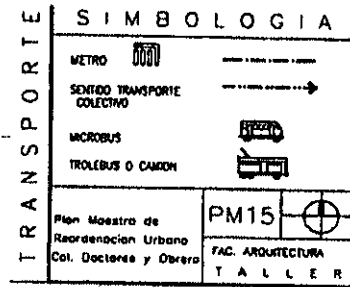 TRANSPORTE
SIMBOLOGIA
METRO
SENTIDO TRANSPORTE
COLECTIVO
MICROBUS
TROLEBUS O CAMION
Plan Maestro de
Reordenacion Urbano
Col. Doctores y Obrera
PM15
FAC. ARQUITECTURA
TALLER